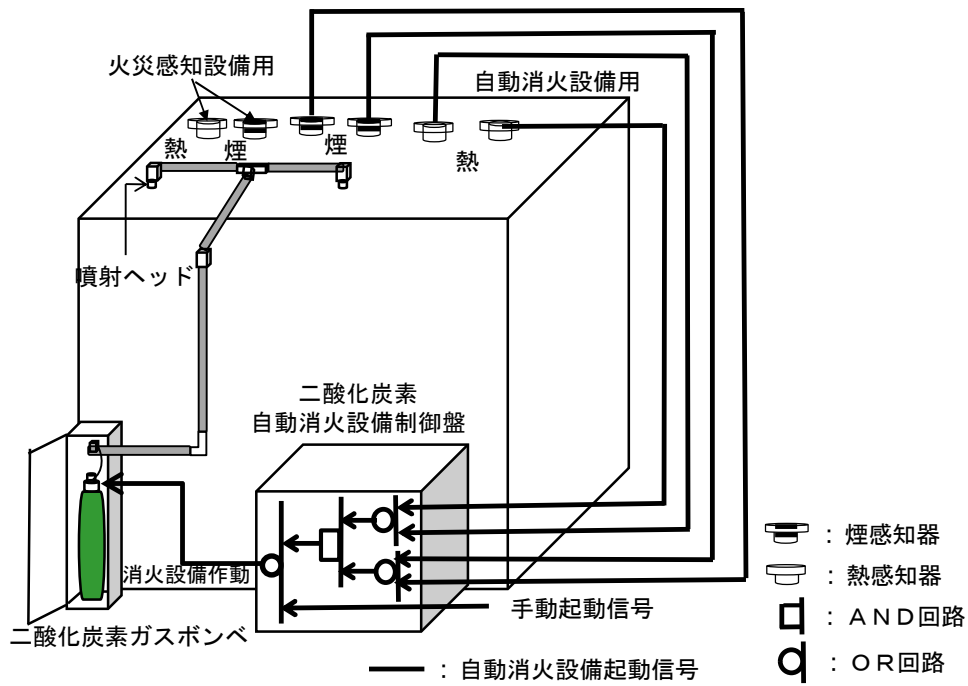 火災感知設備用
自動消火設備用
熱
煙
煙
熱
噴射ヘッド
二酸化炭素
自動消火設備制御盤
消火設備作動
手動起動信号
二酸化炭素ガスボンベ
：煙感知器
：熱感知器
：ＡＮＤ回路
：ＯＲ回路
：自動消火設備起動信号